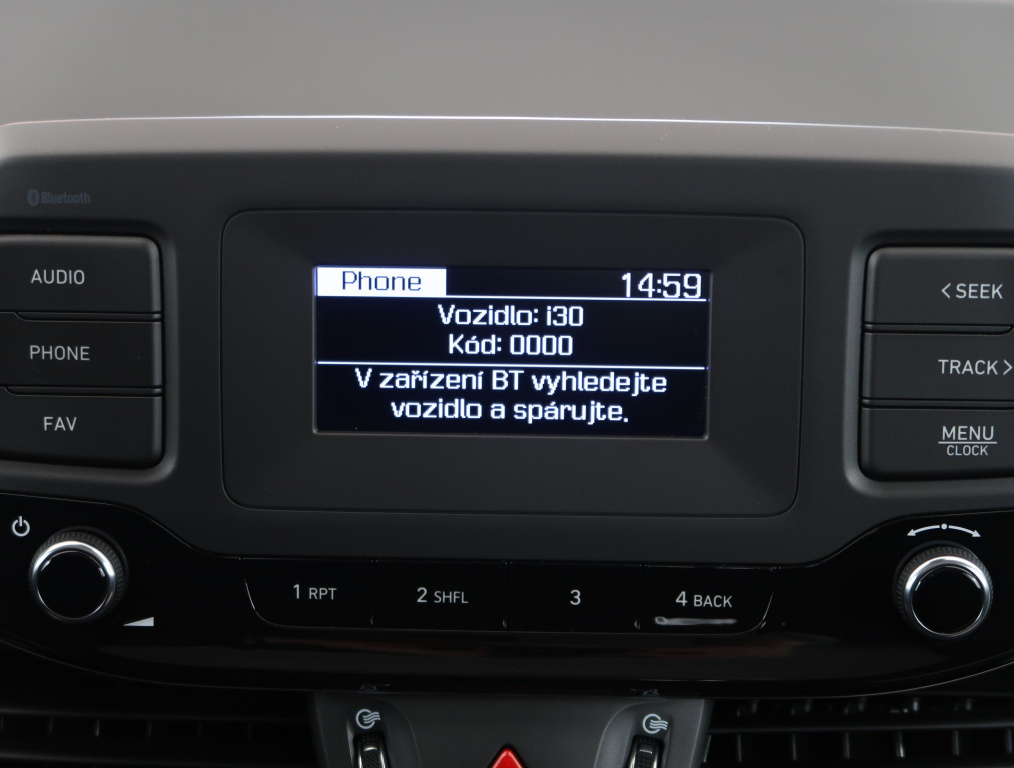 Bluetooth
AUDIO
PHONE
FAV
Phone 14:59
Vozidlo: i30
Kód: 0000
V zařízení BT vyhledejte
vozidlo a spárujte.
< SEEK
TRACK >
MENU
CLOCK
1 RPT
2 SHFL
3
4 BACK